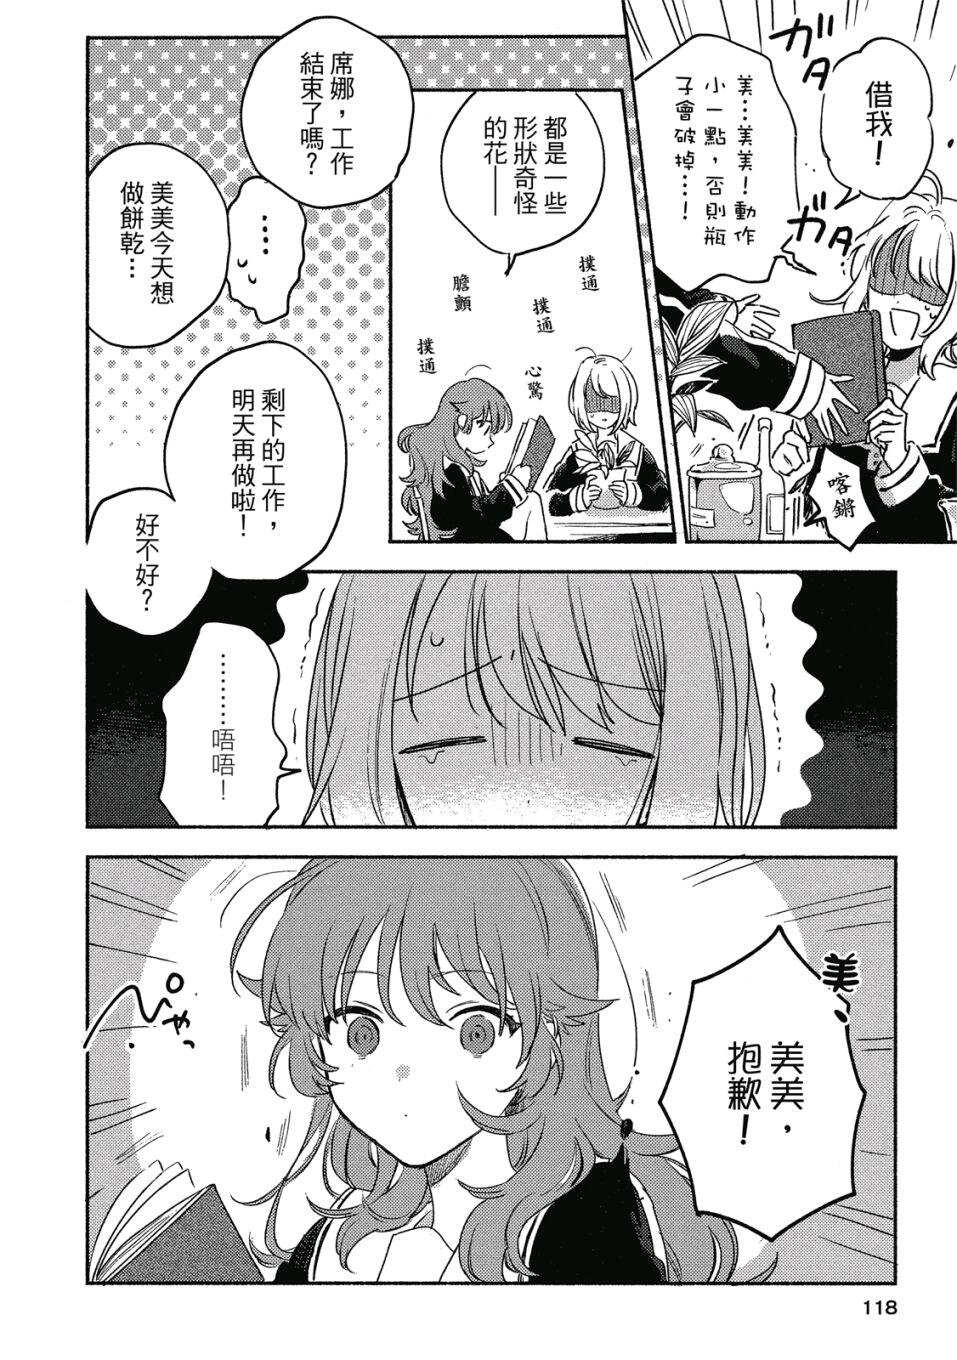 ガタ
借我！
美…美美！動作
小一點，否則瓶
子會破掉…！
ガタ
喀鏘
都是一些
形狀奇怪
的花——
撲通
撲通
心驚
膽顫
撲通
席娜，工作
結束了嗎？
……
美美今天想
做餅乾…
剩下的工作，
明天再做啦！
好不好？
………唔唔！
美、
美美，
抱歉！
ぴゃ、
118